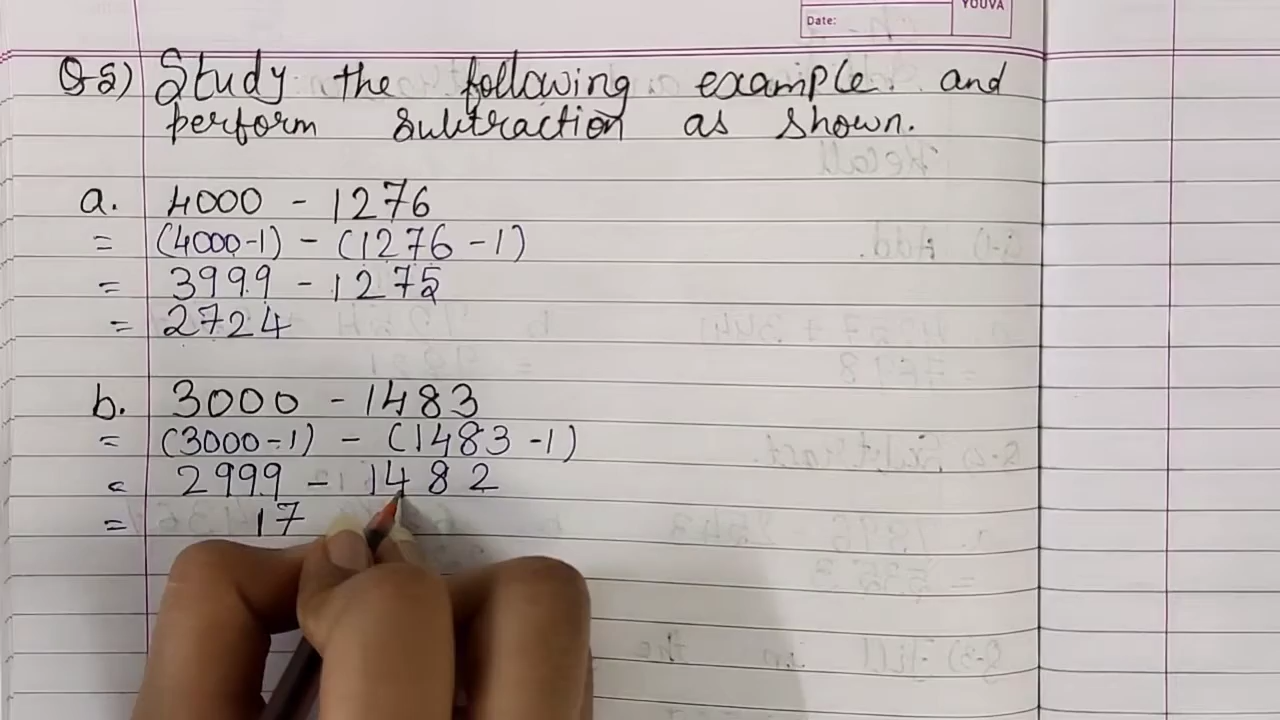 YOUVA
Date:
Q-2) Study the following example and
perform subtraction as shown.
a. 4000 - 1276
= (4000-1) - (1276-1)
= 3999 - 1275
= 2724
b. 3000 - 1483
= (3000-1) - (1483-1)
= 2999 - 1482
= 17